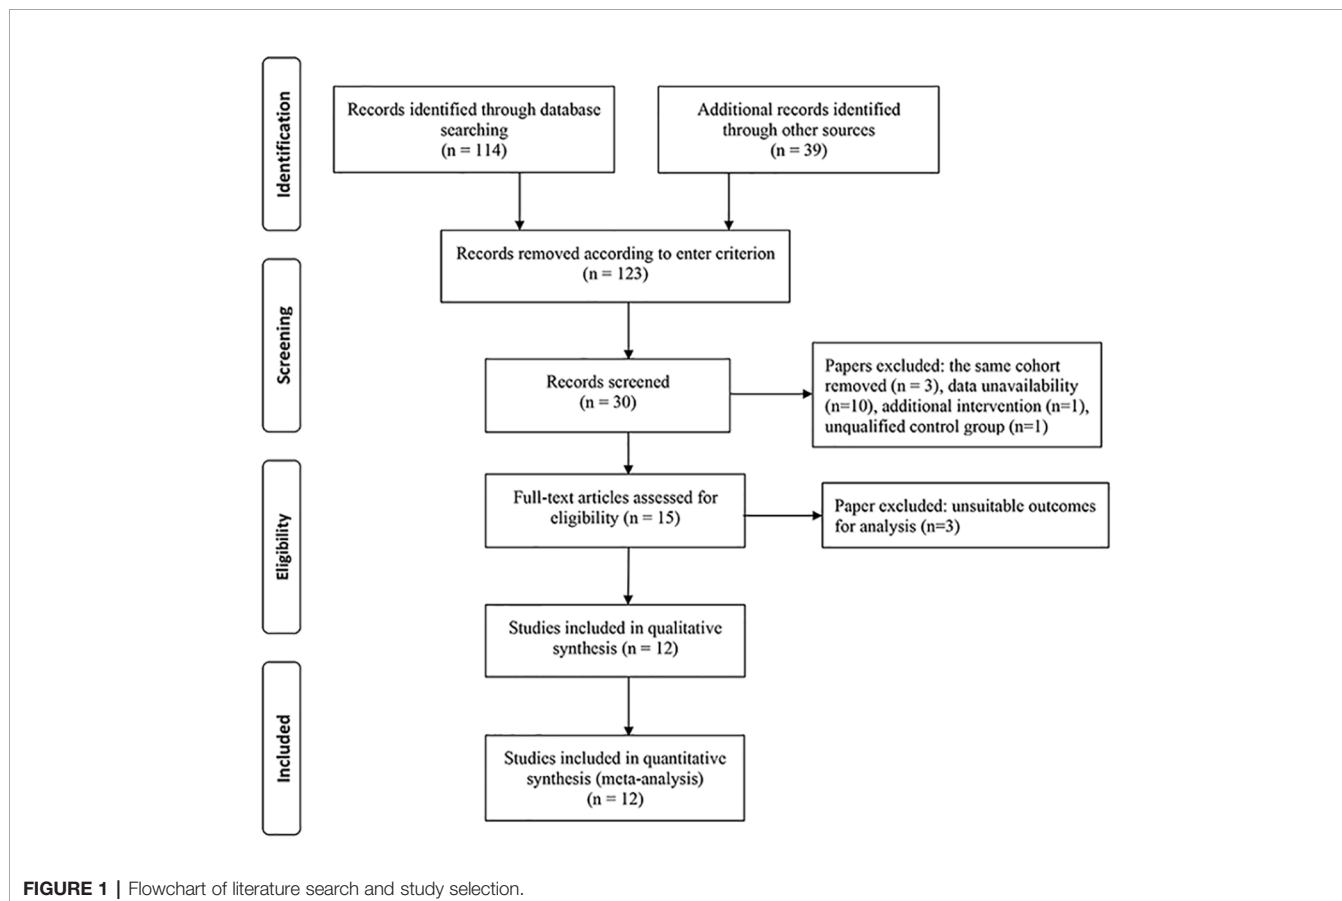 Identification
Records identified through database
searching
(n = 114)
Additional records identified
through other sources
(n = 39)
Records removed according to enter criterion
(n = 123)
Screening
Records screened
(n = 30)
Papers excluded: the same cohort
removed (n = 3), data unavailability
(n=10), additional intervention (n=1),
unqualified control group (n=1)
Eligibility
Full-text articles assessed for
eligibility (n = 15)
Paper excluded: unsuitable outcomes
for analysis (n=3)
Studies included in qualitative
synthesis (n = 12)
Included
Studies included in quantitative
synthesis (meta-analysis)
(n = 12)
FIGURE 1 | Flowchart of literature search and study selection.